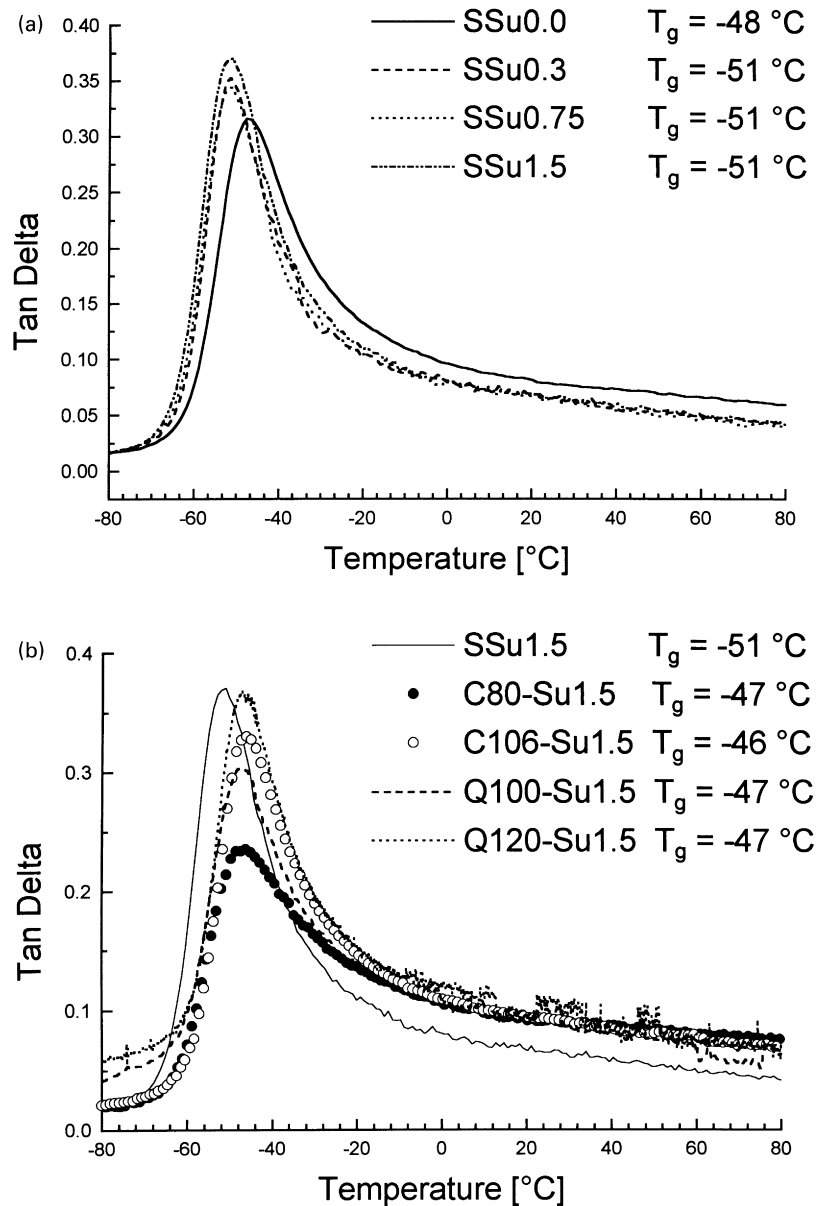 (a)
SSu0.0 Tg = -48 °C
SSu0.3 Tg = -51 °C
SSu0.75 Tg = -51 °C
SSu1.5 Tg = -51 °C
0.40
0.35
0.30
0.25
0.20
0.15
0.10
0.05
0.00
Tan Delta
-80 -60 -40 -20 0 20 40 60 80
Temperature [°C]
(b)
SSu1.5 Tg = -51 °C
C80-Su1.5 Tg = -47 °C
C106-Su1.5 Tg = -46 °C
Q100-Su1.5 Tg = -47 °C
Q120-Su1.5 Tg = -47 °C
0.4
0.3
0.2
0.1
0.0
Tan Delta
-80 -60 -40 -20 0 20 40 60 80
Temperature [°C]